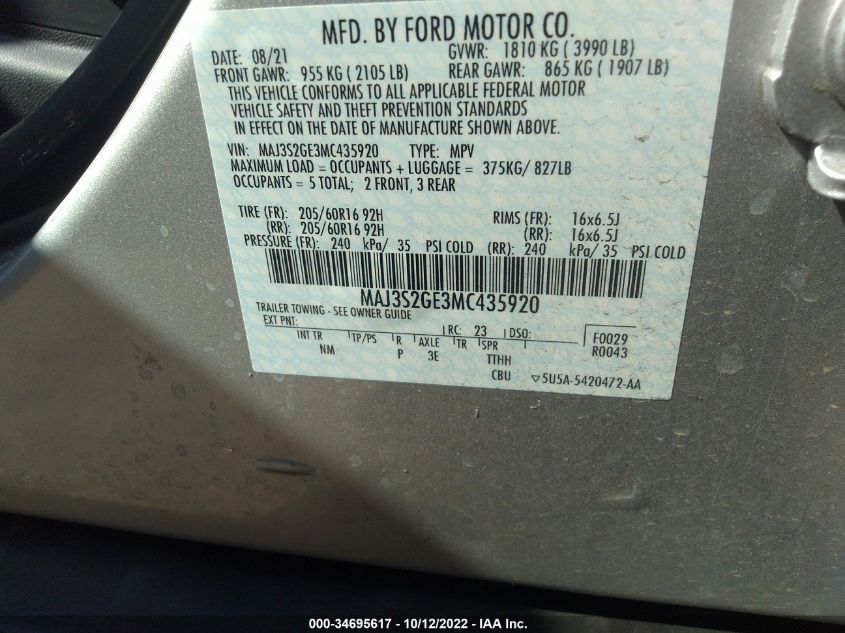 MFD. BY FORD MOTOR CO.
DATE: 08/21 GVWR: 1810 KG ( 3990 LB)
FRONT GAWR: 955 KG ( 2105 LB) REAR GAWR: 865 KG ( 1907 LB)
THIS VEHICLE CONFORMS TO ALL APPLICABLE FEDERAL MOTOR
VEHICLE SAFETY AND THEFT PREVENTION STANDARDS
IN EFFECT ON THE DATE OF MANUFACTURE SHOWN ABOVE.
VIN: MAJ3S2GE3MC435920 TYPE: MPV
MAXIMUM LOAD = OCCUPANTS + LUGGAGE = 375KG/ 827LB
OCCUPANTS = 5 TOTAL; 2 FRONT, 3 REAR
TIRE (FR): 205/60R16 92H RIMS (FR): 16x6.5J
(RR): 205/60R16 92H (RR): 16x6.5J
PRESSURE (FR): 240 kPa/ 35 PSI COLD (RR): 240 kPa/ 35 PSI COLD
MAJ3S2GE3MC435920
TRAILER TOWING - SEE OWNER GUIDE
EXT PNT: RC: 23 DSO: F0029
INT TR TP/PS R AXLE TR SPR R0043
NM P 3E TTHH
CBU ▽5U5A-5420472-AA
000-34695617 - 10/12/2022 - IAA Inc.